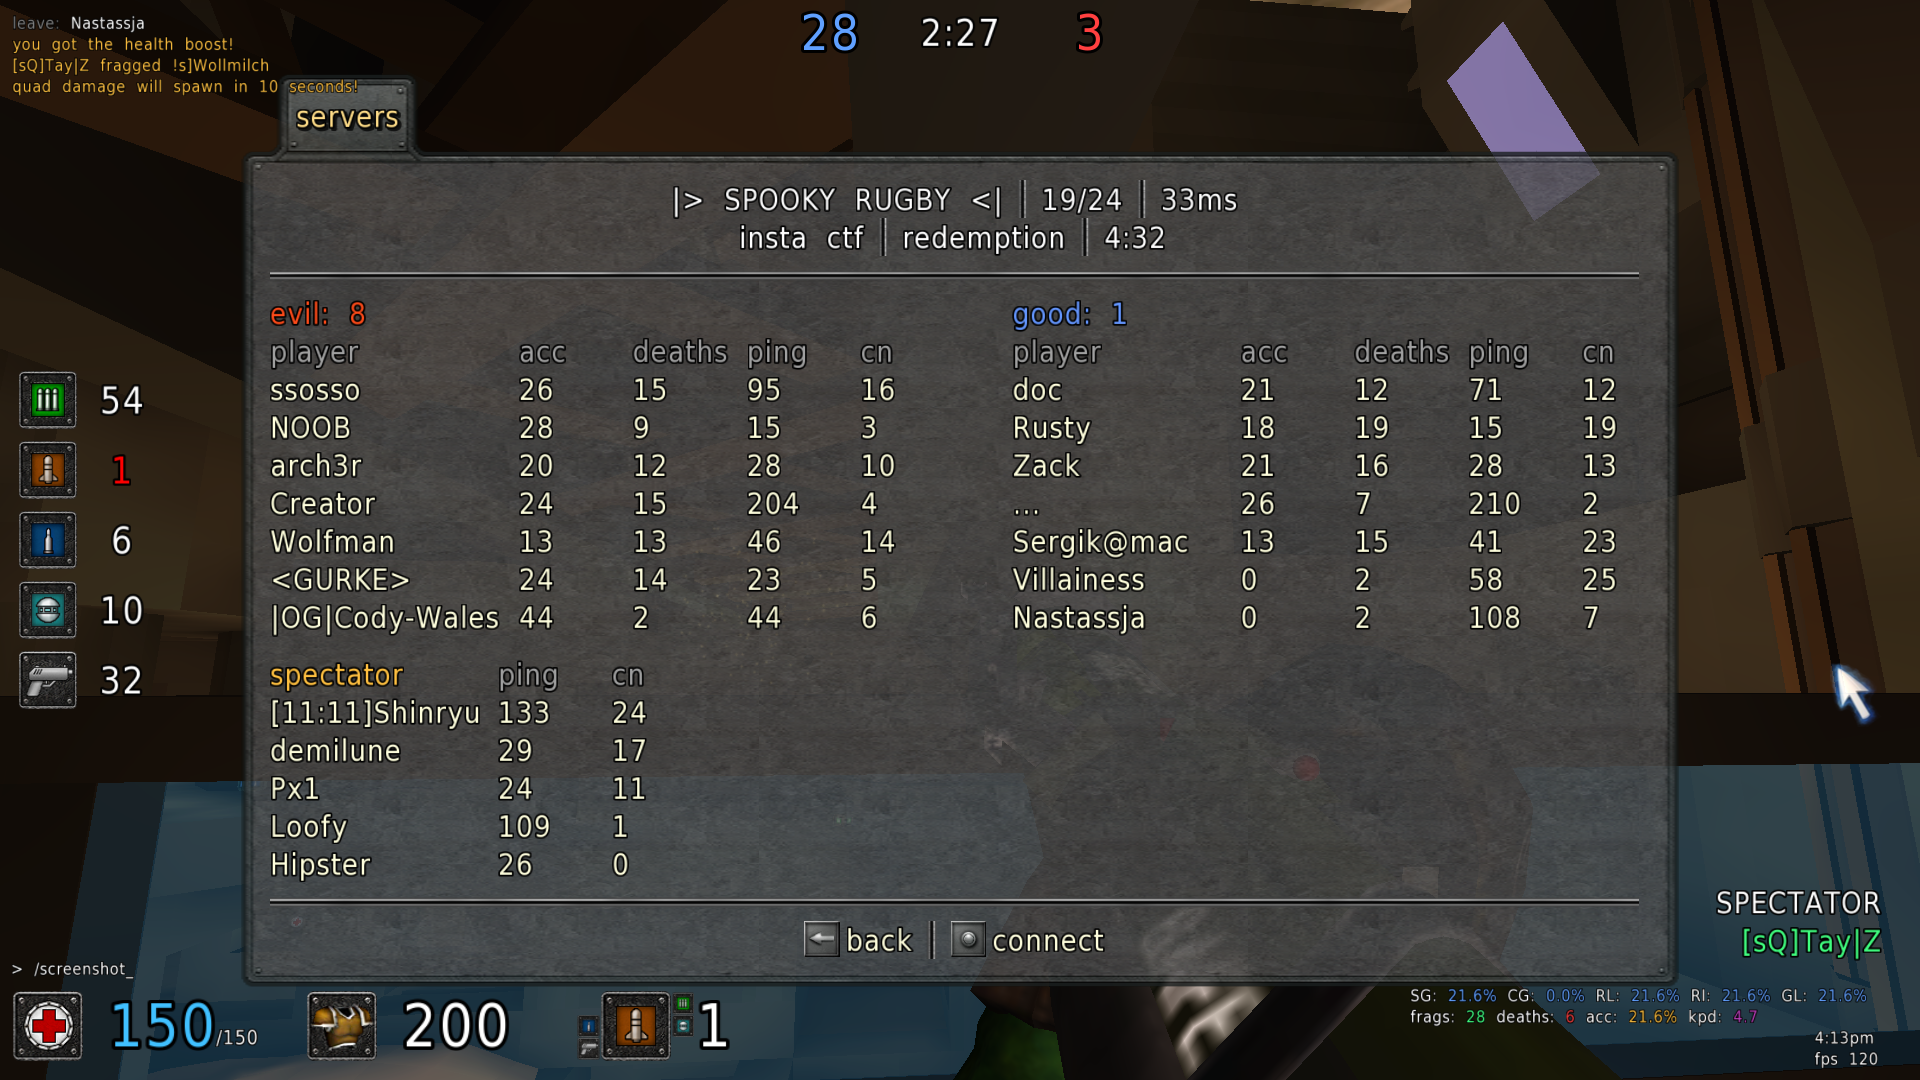 leave: Nastassja
you got the health boost!
[sQ]Tay|Z fragged !s]Wollmilch
quad damage will spawn in 10 seconds!
28 2:27 3
servers
|> SPOOKY RUGBY <| 19/24 33ms
insta ctf redemption 4:32
evil: 8
player acc deaths ping cn
ssosso 26 15 95 16
NOOB 28 9 15 3
arch3r 20 12 28 10
Creator 24 15 204 4
Wolfman 13 13 46 14
<GURKE> 24 14 23 5
|OG|Cody-Wales 44 2 44 6
good: 1
player acc deaths ping cn
doc 21 12 71 12
Rusty 18 19 15 19
Zack 21 16 28 13
... 26 7 210 2
Sergik@mac 13 15 41 23
Villainess 0 2 58 25
Nastassja 0 2 108 7
spectator ping cn
[11:11]Shinryu 133 24
demilune 29 17
Px1 24 11
Loofy 109 1
Hipster 26 0
back connect
54
1
6
10
32
SPECTATOR
[sQ]Tay|Z
> /screenshot_
150/150 200 1
SG: 21.6% CG: 0.0% RL: 21.6% RI: 21.6% GL: 21.6%
frags: 28 deaths: 6 acc: 21.6% kpd: 4.7
4:13pm
fps 120